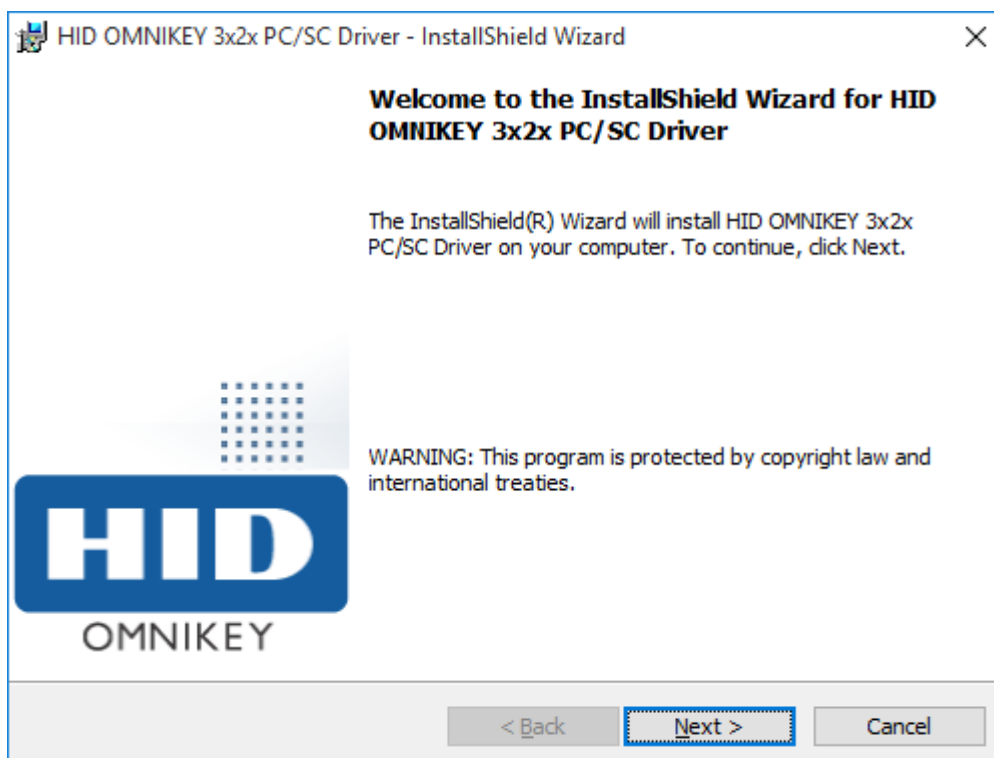 HID OMNIKEY 3x2x PC/SC Driver - InstallShield Wizard
Welcome to the InstallShield Wizard for HID
OMNIKEY 3x2x PC/SC Driver
The InstallShield(R) Wizard will install HID OMNIKEY 3x2x
PC/SC Driver on your computer. To continue, click Next.
WARNING: This program is protected by copyright law and
international treaties.
HID
OMNIKEY
< Back
Next >
Cancel